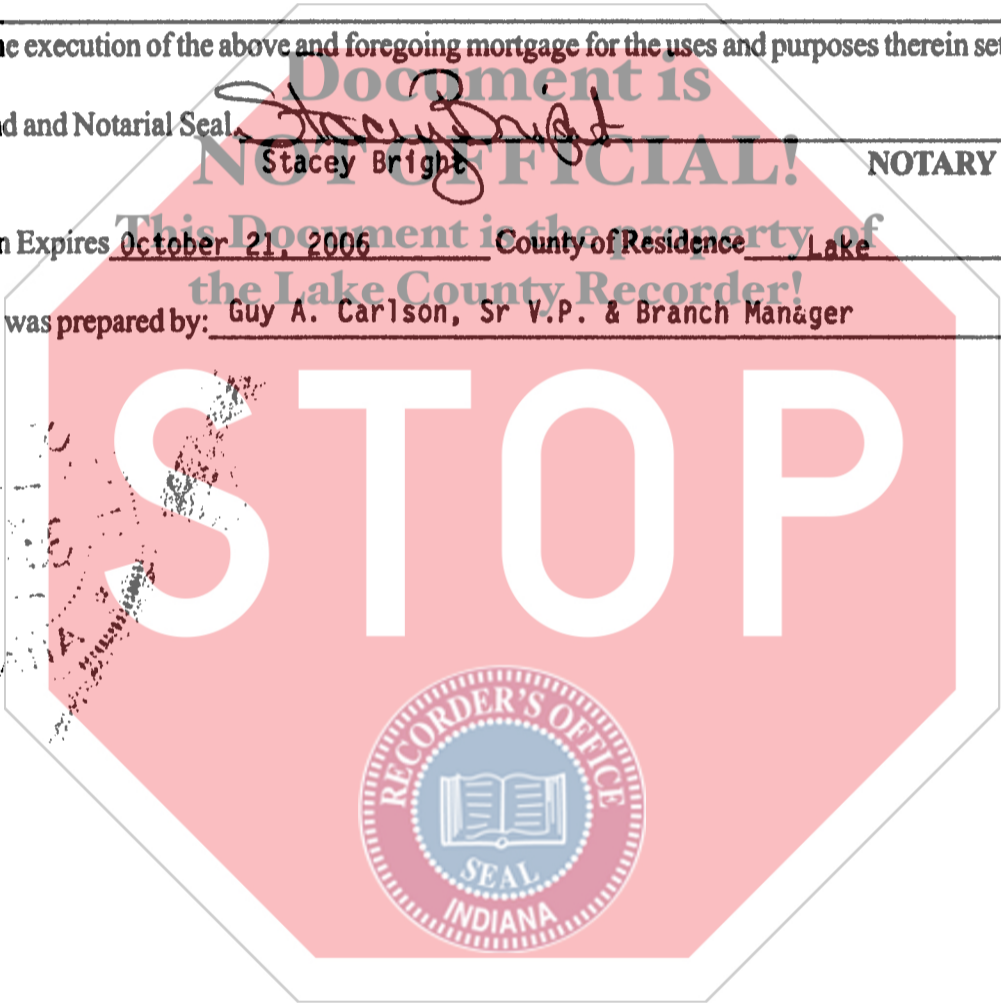 e execution of the above and foregoing mortgage for the uses and purposes therein set
Document is
d and Notarial Seal Stacey Bright
NOT OFFICIAL!
Stacey Bright NOTARY
This Document is the property of
n Expires October 21, 2006 County of Residence Lake
the Lake County Recorder!
was prepared by: Guy A. Carlson, Sr V.P. & Branch Manager
STOP
RECORDER'S OFFICE
SEAL
INDIANA